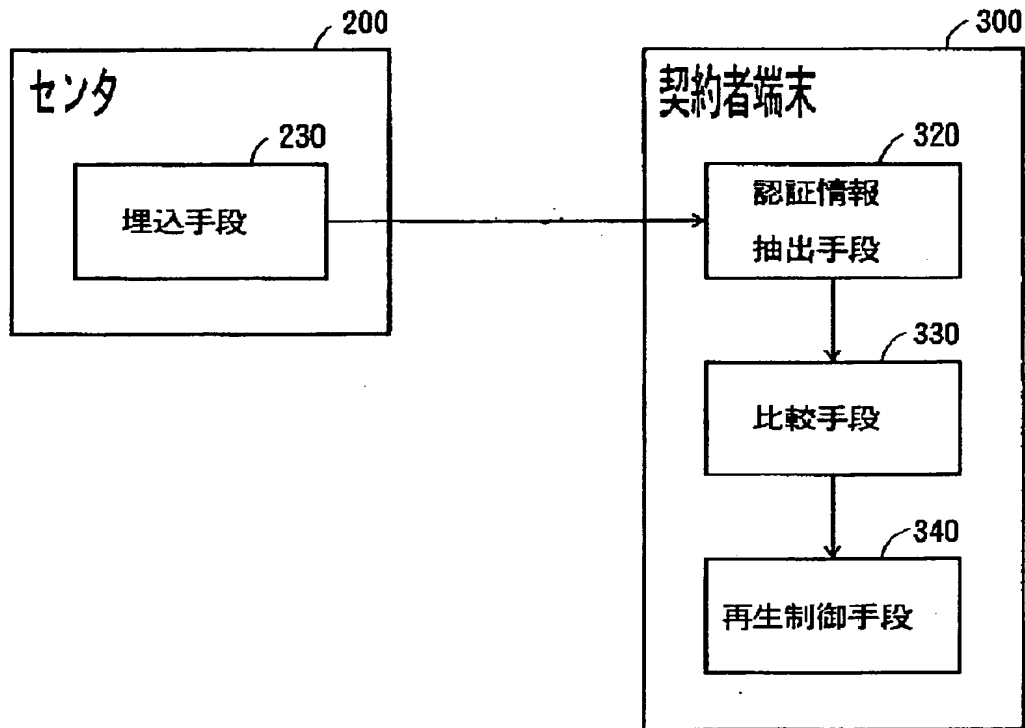 200
センタ
230
埋込手段
300
契約者端末
320
認証情報
抽出手段
330
比較手段
340
再生制御手段